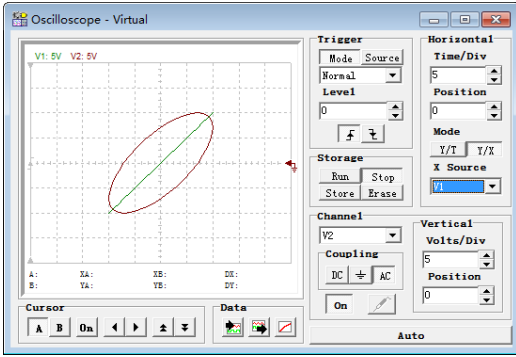 Oscilloscope - Virtual
V1: 5V V2: 5V
A: XA: XB: DX:
B: YA: YB: DY:
Cursor
A B On
Data
Trigger
Mode Source
Normal
Level
0
Storage
Run Stop
Store Erase
Horizontal
Time/Div
5
Position
0
Mode
Y/T Y/X
X Source
V1
Channel
V2
Coupling
DC AC
On
Vertical
Volts/Div
5
Position
0
Auto